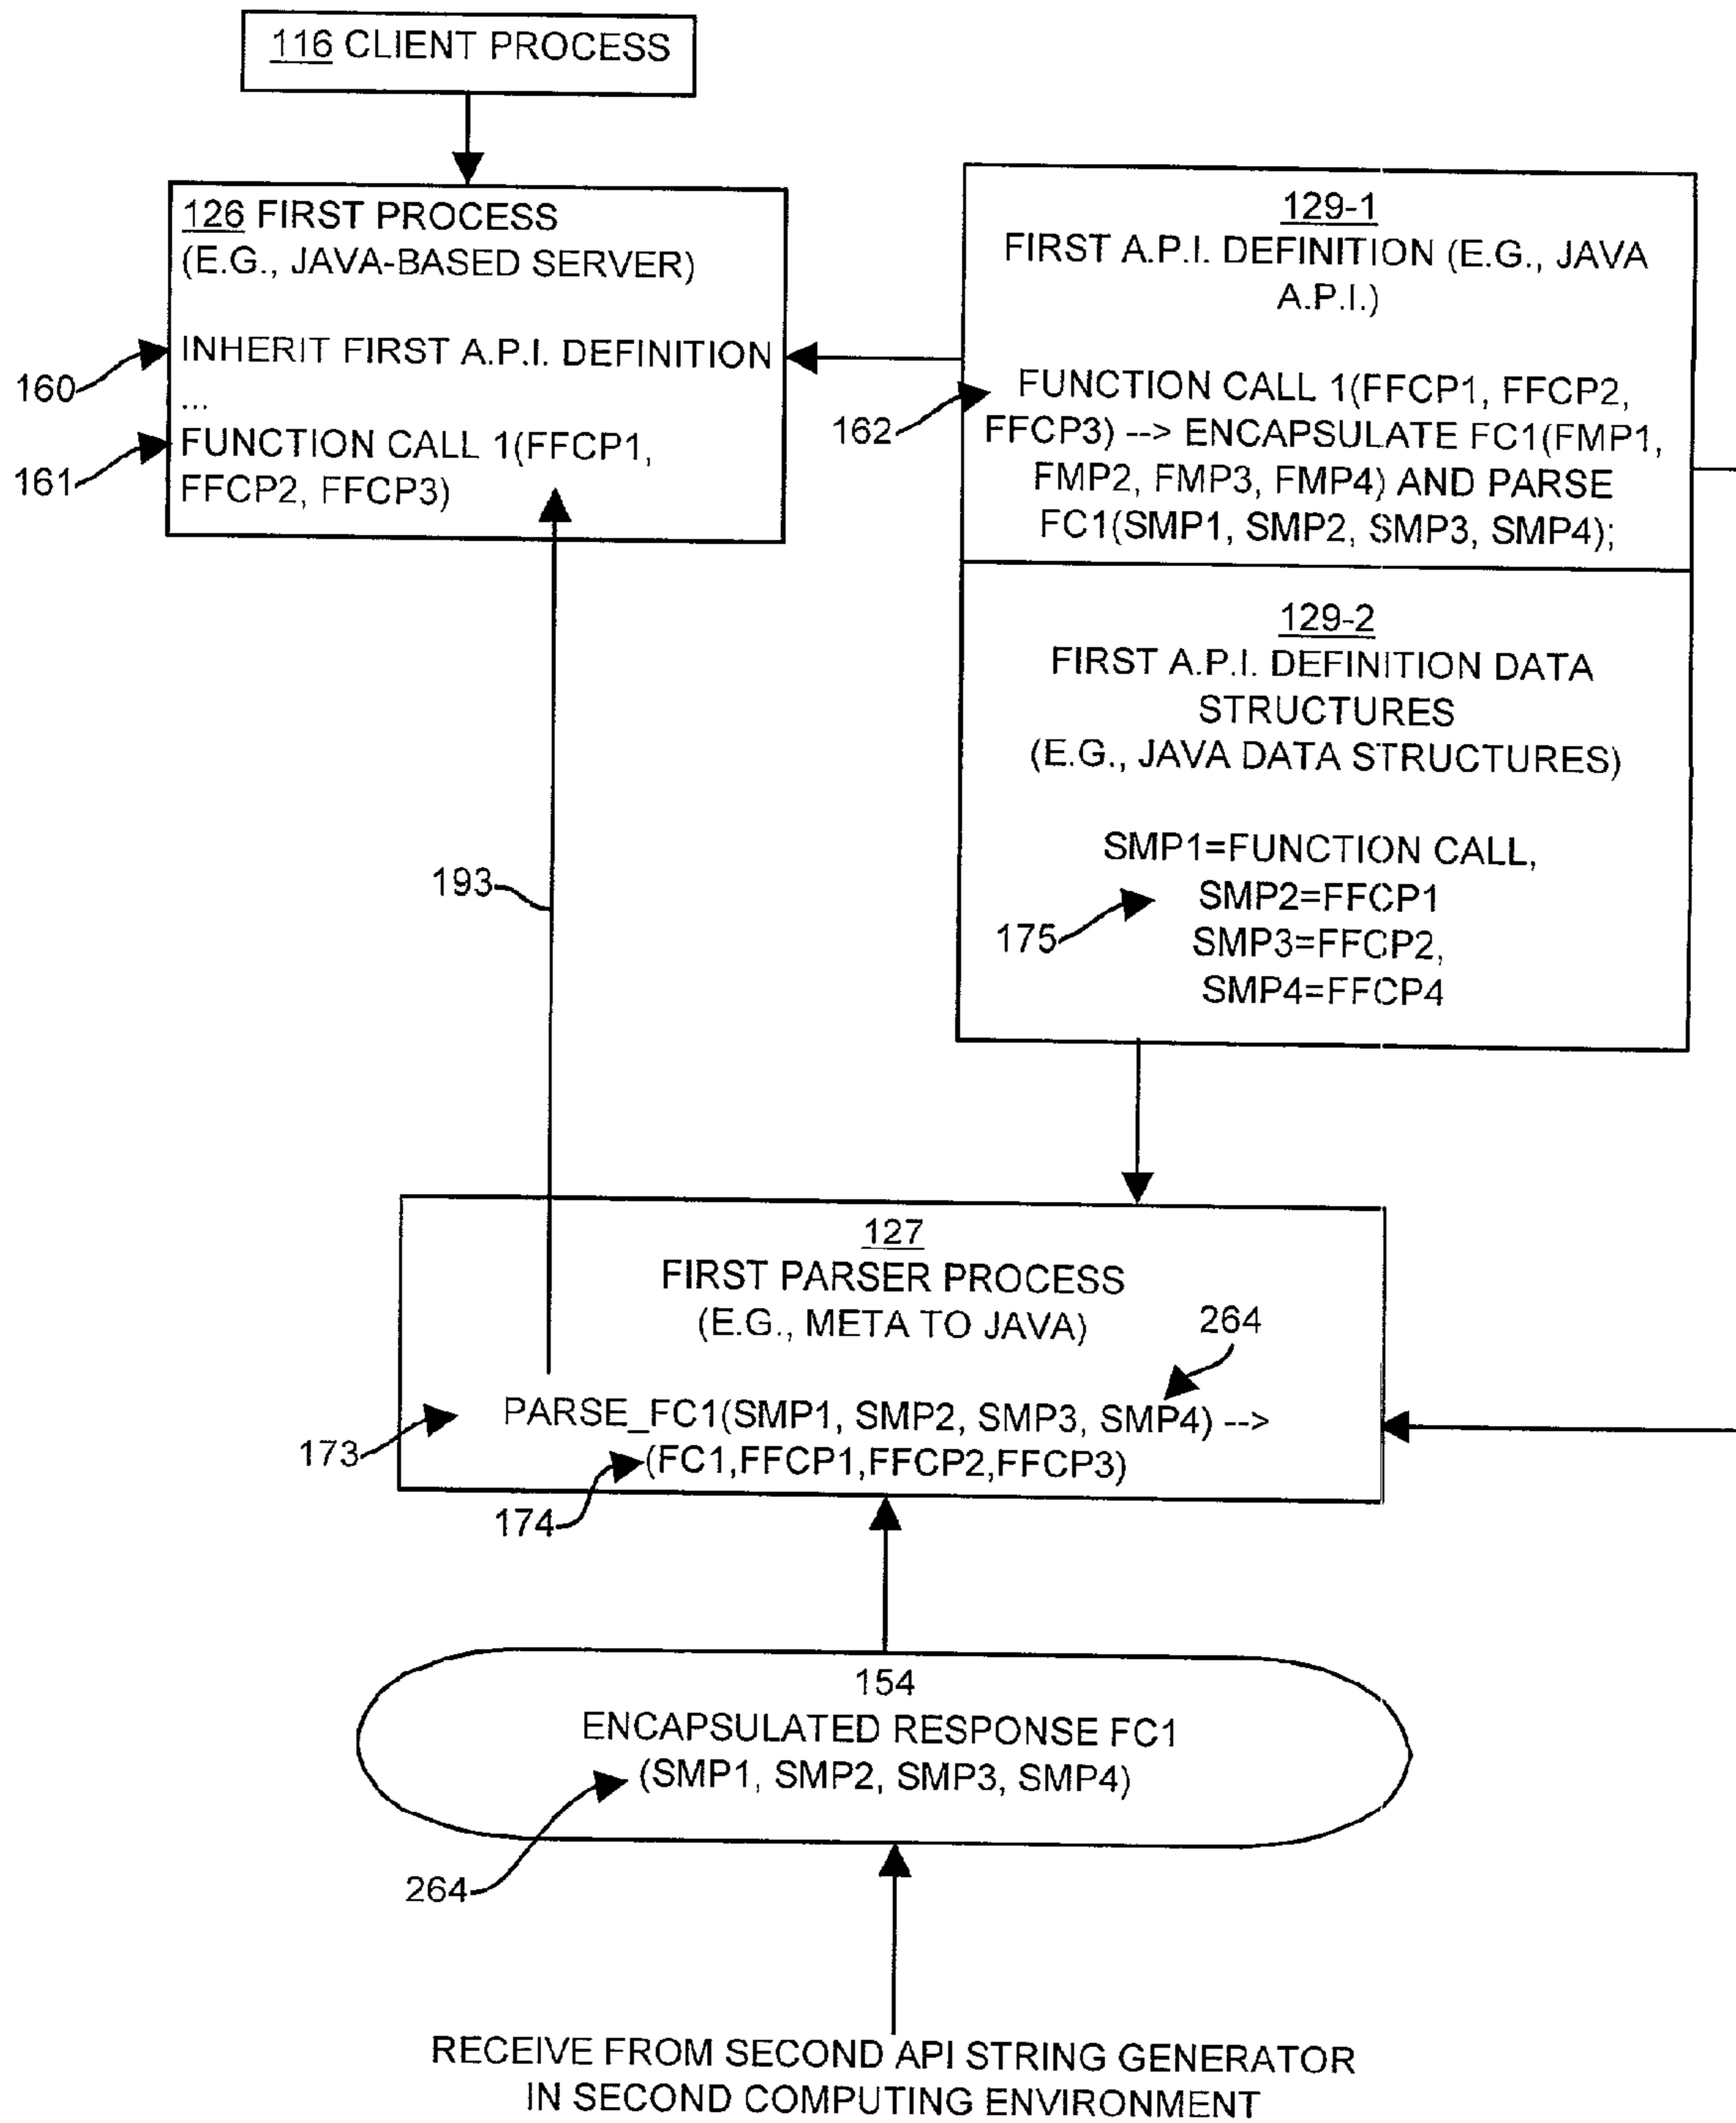 116 CLIENT PROCESS
126 FIRST PROCESS
(E.G., JAVA-BASED SERVER)
INHERIT FIRST A.P.I. DEFINITION
...
FUNCTION CALL 1(FFCP1,
FFCP2, FFCP3)
160
161
129-1
FIRST A.P.I. DEFINITION (E.G., JAVA
A.P.I.)
FUNCTION CALL 1(FFCP1, FFCP2,
FFCP3) --> ENCAPSULATE FC1(FMP1,
FMP2, FMP3, FMP4) AND PARSE
FC1(SMP1, SMP2, SMP3, SMP4);
162
129-2
FIRST A.P.I. DEFINITION DATA
STRUCTURES
(E.G., JAVA DATA STRUCTURES)
SMP1=FUNCTION CALL,
SMP2=FFCP1
SMP3=FFCP2,
SMP4=FFCP4
175
193
127
FIRST PARSER PROCESS
(E.G., META TO JAVA)
264
PARSE_FC1(SMP1, SMP2, SMP3, SMP4) -->
(FC1,FFCP1,FFCP2,FFCP3)
173
174
154
ENCAPSULATED RESPONSE FC1
(SMP1, SMP2, SMP3, SMP4)
264
RECEIVE FROM SECOND API STRING GENERATOR
IN SECOND COMPUTING ENVIRONMENT